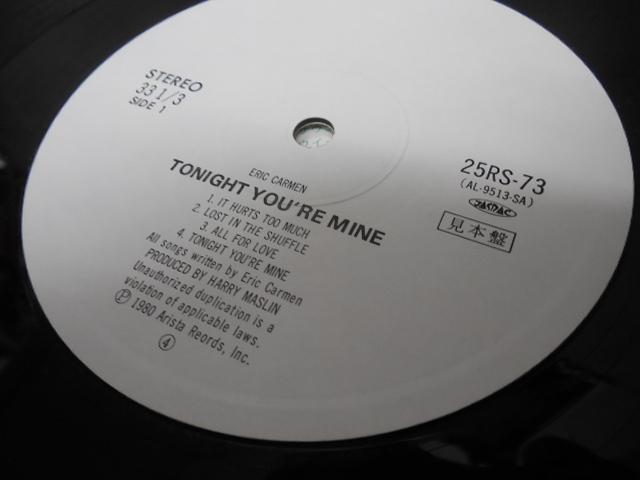 STEREO
33 1/3
SIDE 1
ERIC CARMEN
TONIGHT YOU'RE MINE
1. IT HURTS TOO MUCH
2. LOST IN THE SHUFFLE
3. ALL FOR LOVE
4. TONIGHT YOU'RE MINE
All songs written by Eric Carmen
PRODUCED BY HARRY MASLIN
Unauthorized duplication is a
violation of applicable laws.
Ⓟ 1980 Arista Reords, Inc.
④
25RS-73
(AL-9513-SA)
JASRAC
見本盤